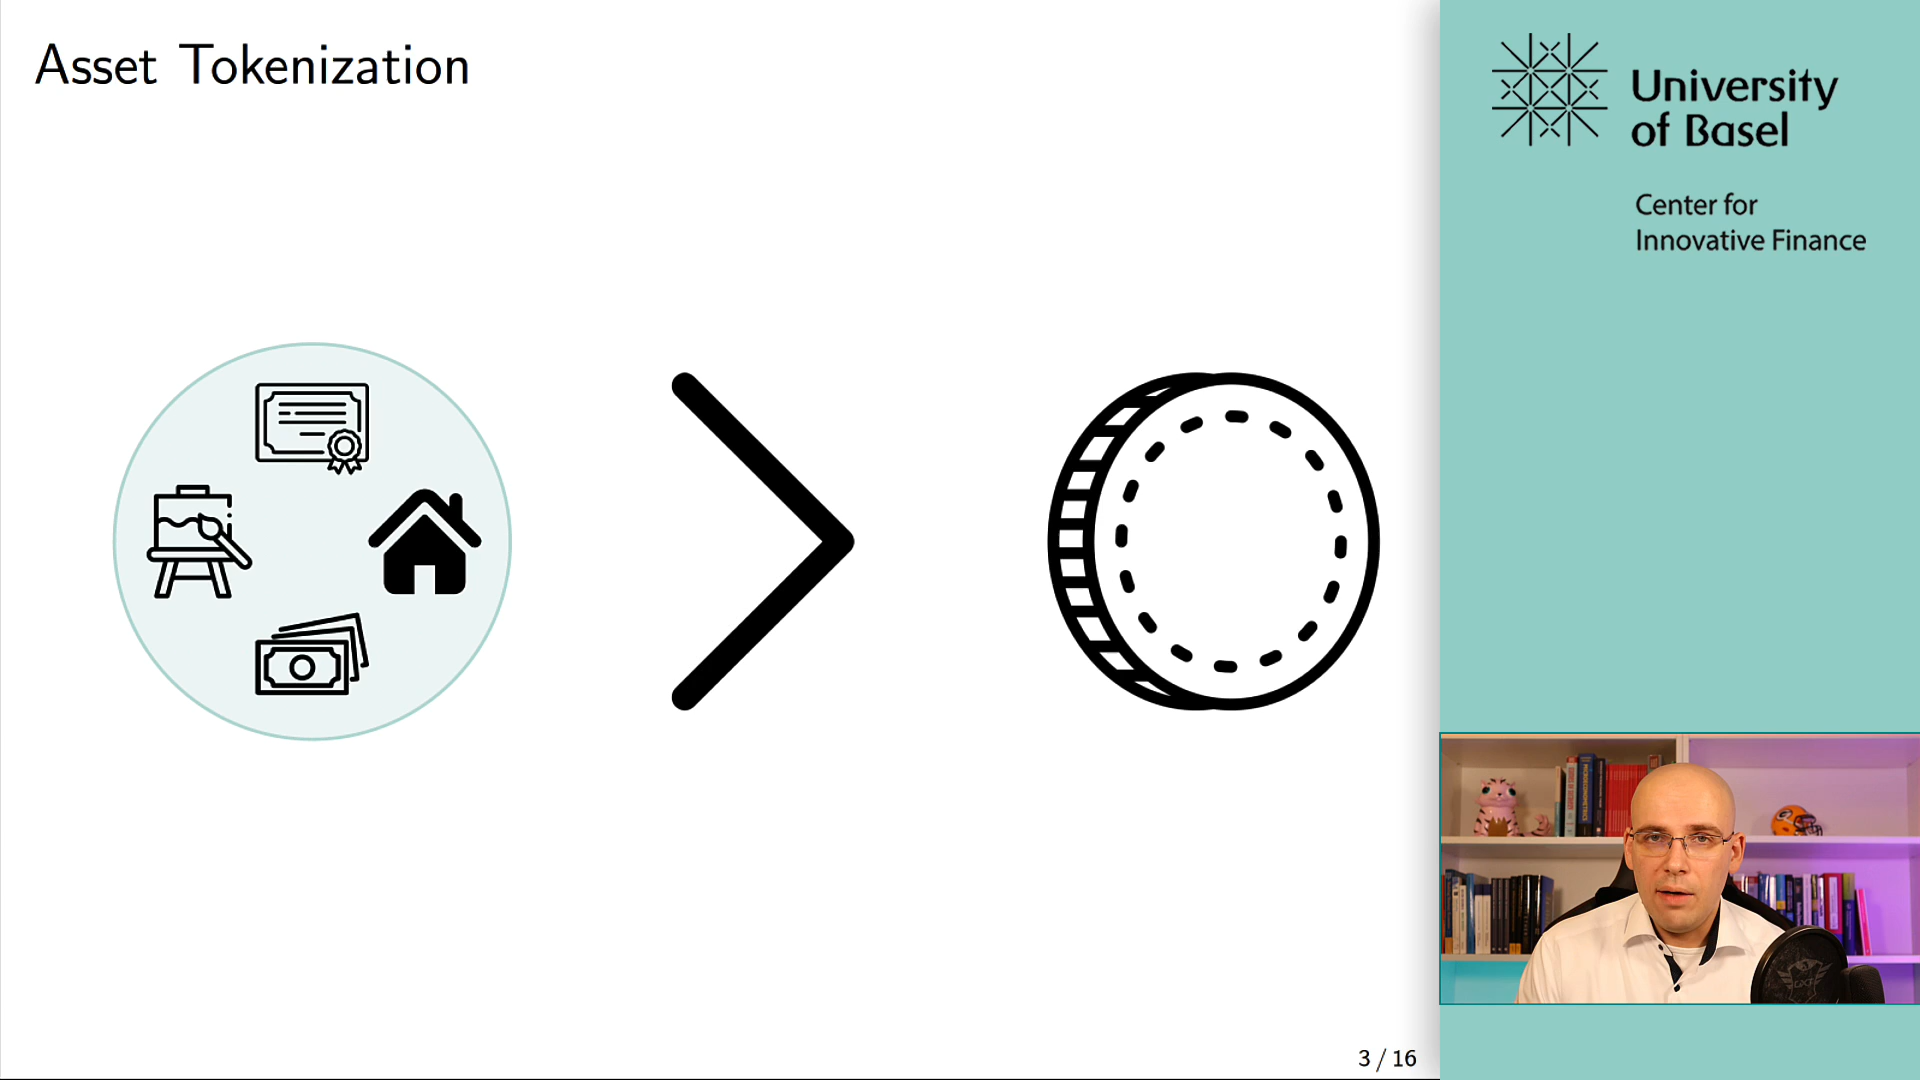 Asset Tokenization
University
of Basel
Center for
Innovative Finance
3 / 16